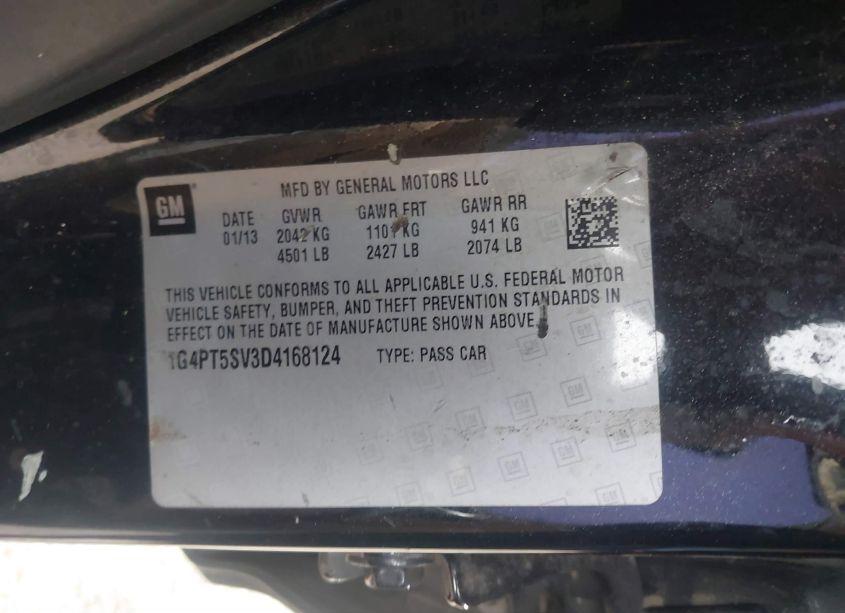 GM
MFD BY GENERAL MOTORS LLC
DATE GVWR GAWR FRT GAWR RR
01/13 2042 KG 1101 KG 941 KG
4501 LB 2427 LB 2074 LB
THIS VEHICLE CONFORMS TO ALL APPLICABLE U.S. FEDERAL MOTOR
VEHICLE SAFETY, BUMPER, AND THEFT PREVENTION STANDARDS IN
EFFECT ON THE DATE OF MANUFACTURE SHOWN ABOVE.
1G4PT5SV3D4168124 TYPE: PASS CAR